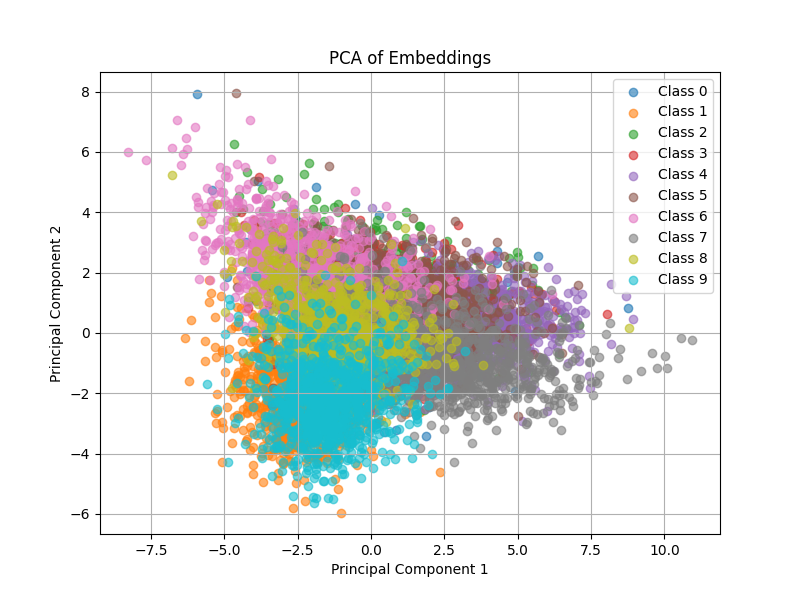 PCA of Embeddings
Principal Component 2
8
6
4
2
0
−2
−4
−6
Class 0
Class 1
Class 2
Class 3
Class 4
Class 5
Class 6
Class 7
Class 8
Class 9
−7.5 −5.0 −2.5 0.0 2.5 5.0 7.5 10.0
Principal Component 1